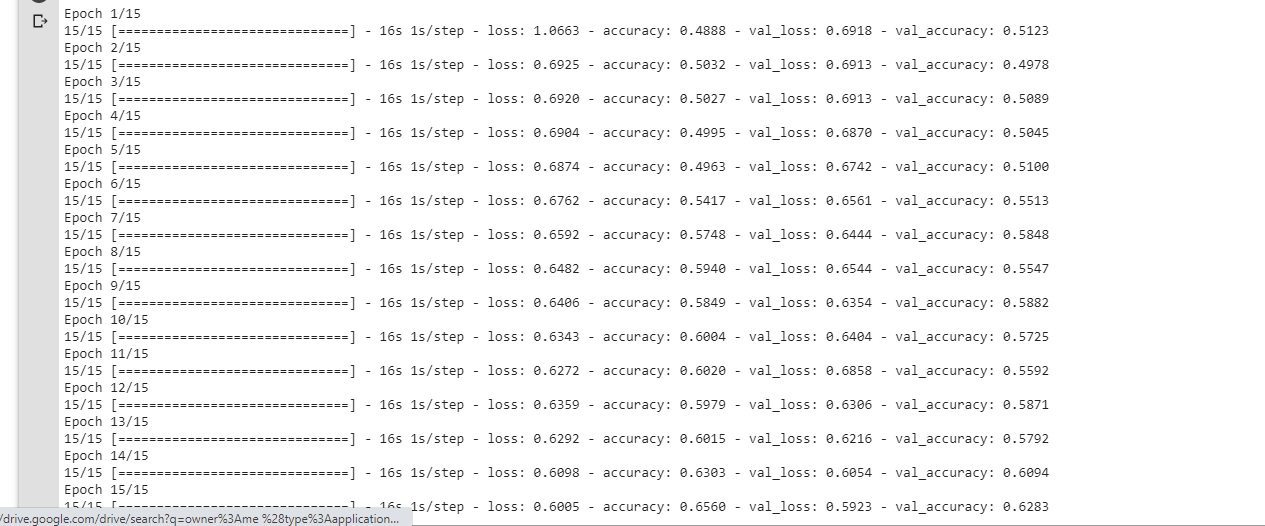 Epoch 1/15
15/15 [==============================] - 16s 1s/step - loss: 1.0663 - accuracy: 0.4888 - val_loss: 0.6918 - val_accuracy: 0.5123
Epoch 2/15
15/15 [==============================] - 16s 1s/step - loss: 0.6925 - accuracy: 0.5032 - val_loss: 0.6913 - val_accuracy: 0.4978
Epoch 3/15
15/15 [==============================] - 16s 1s/step - loss: 0.6920 - accuracy: 0.5027 - val_loss: 0.6913 - val_accuracy: 0.5089
Epoch 4/15
15/15 [==============================] - 16s 1s/step - loss: 0.6904 - accuracy: 0.4995 - val_loss: 0.6870 - val_accuracy: 0.5045
Epoch 5/15
15/15 [==============================] - 16s 1s/step - loss: 0.6874 - accuracy: 0.4963 - val_loss: 0.6742 - val_accuracy: 0.5100
Epoch 6/15
15/15 [==============================] - 16s 1s/step - loss: 0.6762 - accuracy: 0.5417 - val_loss: 0.6561 - val_accuracy: 0.5513
Epoch 7/15
15/15 [==============================] - 16s 1s/step - loss: 0.6592 - accuracy: 0.5748 - val_loss: 0.6444 - val_accuracy: 0.5848
Epoch 8/15
15/15 [==============================] - 16s 1s/step - loss: 0.6482 - accuracy: 0.5940 - val_loss: 0.6544 - val_accuracy: 0.5547
Epoch 9/15
15/15 [==============================] - 16s 1s/step - loss: 0.6406 - accuracy: 0.5849 - val_loss: 0.6354 - val_accuracy: 0.5882
Epoch 10/15
15/15 [==============================] - 16s 1s/step - loss: 0.6343 - accuracy: 0.6004 - val_loss: 0.6404 - val_accuracy: 0.5725
Epoch 11/15
15/15 [==============================] - 16s 1s/step - loss: 0.6272 - accuracy: 0.6020 - val_loss: 0.6858 - val_accuracy: 0.5592
Epoch 12/15
15/15 [==============================] - 16s 1s/step - loss: 0.6359 - accuracy: 0.5979 - val_loss: 0.6306 - val_accuracy: 0.5871
Epoch 13/15
15/15 [==============================] - 16s 1s/step - loss: 0.6292 - accuracy: 0.6015 - val_loss: 0.6216 - val_accuracy: 0.5792
Epoch 14/15
15/15 [==============================] - 16s 1s/step - loss: 0.6098 - accuracy: 0.6303 - val_loss: 0.6054 - val_accuracy: 0.6094
Epoch 15/15
15/15 [==============================] - 16s 1s/step - loss: 0.6005 - accuracy: 0.6560 - val_loss: 0.5923 - val_accuracy: 0.6283
/drive.google.com/drive/search?q=owner%3Ame %28type%3Aapplication...